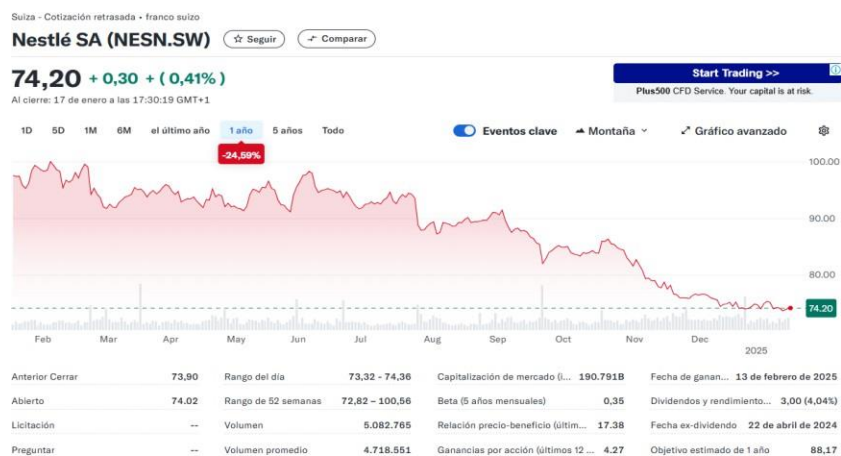 Suiza - Cotización retrasada • franco suizo
Nestlé SA (NESN.SW)
☆ Seguir
Comparar
74,20 + 0,30 + ( 0,41% )
Al cierre: 17 de enero a las 17:30:19 GMT+1
Start Trading >>
Plus500 CFD Service. Your capital is at risk.
1D 5D 1M 6M el último año 1 año 5 años Todo
Eventos clave Montaña Gráfico avanzado
-24,59%
100.00
90.00
80.00
74.20
Feb Mar Apr May Jun Jul Aug Sep Oct Nov Dec
2025
Anterior Cerrar 73,90 Rango del día 73,32 - 74,36 Capitalización de mercado (i... 190.791B Fecha de ganan... 13 de febrero de 2025
Abierto 74.02 Rango de 52 semanas 72,82 – 100,56 Beta (5 años mensuales) 0,35 Dividendos y rendimiento... 3,00 (4,04%)
Licitación -- Volumen 5.082.765 Relación precio-beneficio (últim... 17.38 Fecha ex-dividendo 22 de abril de 2024
Preguntar -- Volumen promedio 4.718.551 Ganancias por acción (últimos 12 ... 4.27 Objetivo estimado de 1 año 88,17